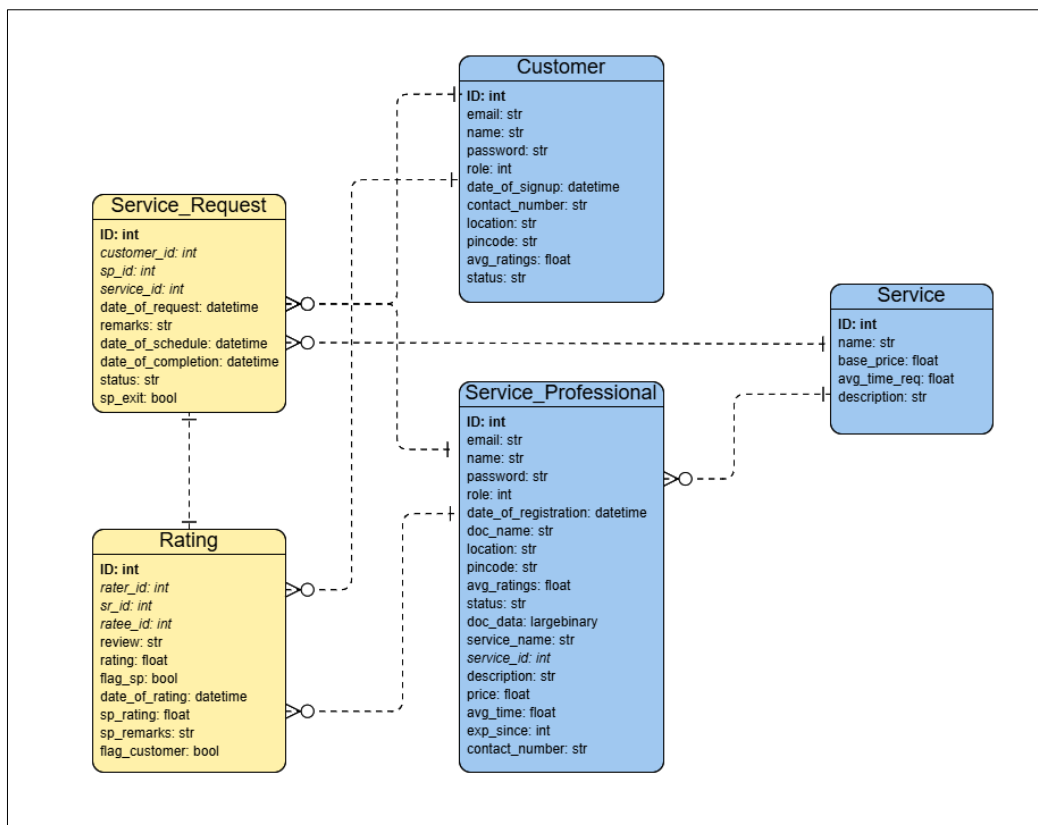 Customer
ID: int
email: str
name: str
password: str
role: int
date_of_signup: datetime
contact_number: str
location: str
pincode: str
avg_ratings: float
status: str
Service_Request
ID: int
customer_id: int
sp_id: int
service_id: int
date_of_request: datetime
remarks: str
date_of_schedule: datetime
date_of_completion: datetime
status: str
sp_exit: bool
Service
ID: int
name: str
base_price: float
avg_time_req: float
description: str
Service_Professional
ID: int
email: str
name: str
password: str
role: int
date_of_registration: datetime
doc_name: str
location: str
pincode: str
avg_ratings: float
status: str
doc_data: largebinary
service_name: str
service_id: int
description: str
price: float
avg_time: float
exp_since: int
contact_number: str
Rating
ID: int
rater_id: int
sr_id: int
ratee_id: int
review: str
rating: float
flag_sp: bool
date_of_rating: datetime
sp_rating: float
sp_remarks: str
flag_customer: bool